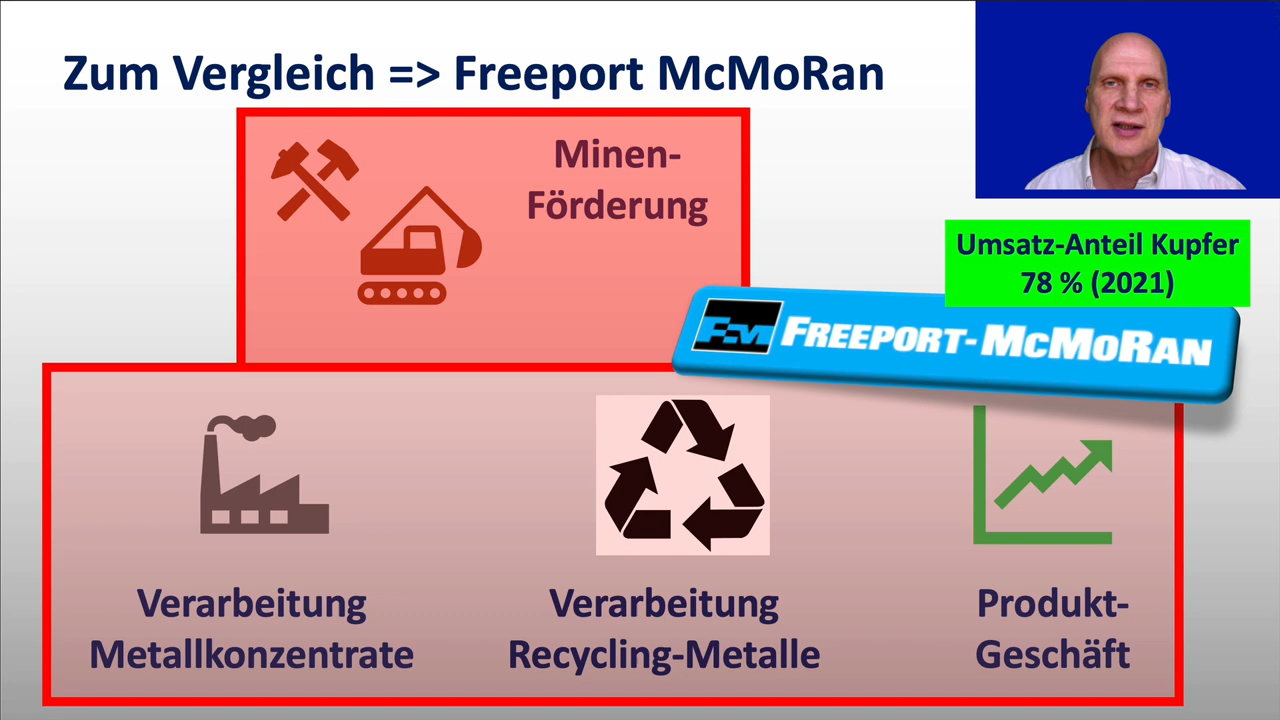 Zum Vergleich => Freeport McMoRan
Minen-
Förderung
Umsatz-Anteil Kupfer
78 % (2021)
FM FREEPORT-McMoRAN
Verarbeitung
Metallkonzentrate
Verarbeitung
Recycling-Metalle
Produkt-
Geschäft